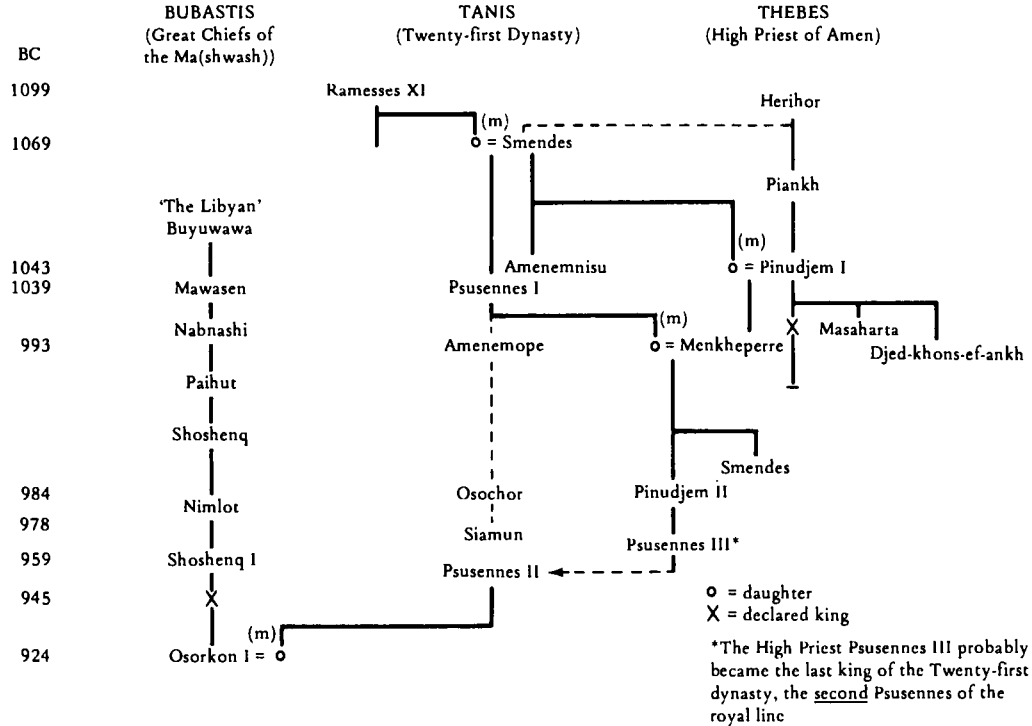 BUBASTIS TANIS THEBES
(Great Chiefs of (Twenty-first Dynasty) (High Priest of Amen)
BC the Ma(shwash))
1099 Ramesses XI Herihor
(m)
1069 o = Smendes
Piankh
'The Libyan'
Buyuwawa
(m)
1043 Amenemnisu o = Pinudjem I
1039 Mawasen Psusennes I
(m)
Nabnashi X Masaharta
993 Amenemope o = Menkheperre Djed-khons-ef-ankh
Paihut
Shoshenq
Smendes
984 Osochor Pinudjem II
Nimlot
978 Siamun
Psusennes III*
959 Shoshenq I Psusennes II
945 X o = daughter
X = declared king
(m)
924 Osorkon I = o
*The High Priest Psusennes III probably
became the last king of the Twenty-first
dynasty, the second Psusennes of the
royal line